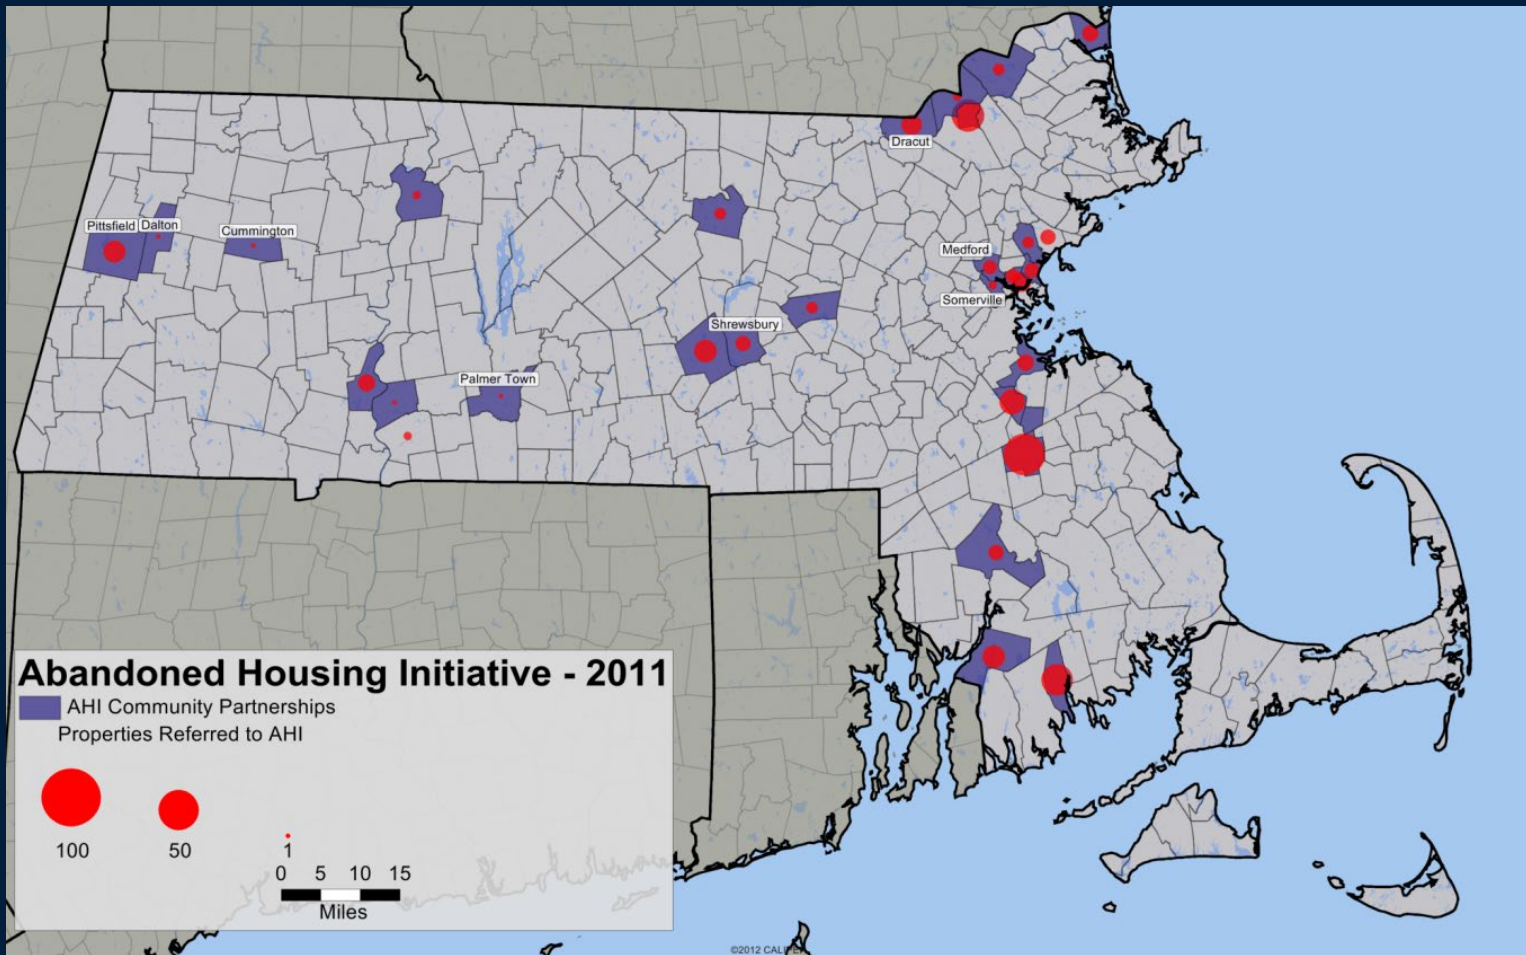 Dracut
Pittsfield
Dalton
Cummington
Medford
Somerville
Shrewsbury
Palmer Town
Abandoned Housing Initiative - 2011
AHI Community Partnerships
Properties Referred to AHI
100 50 1
0 5 10 15
Miles
©2012